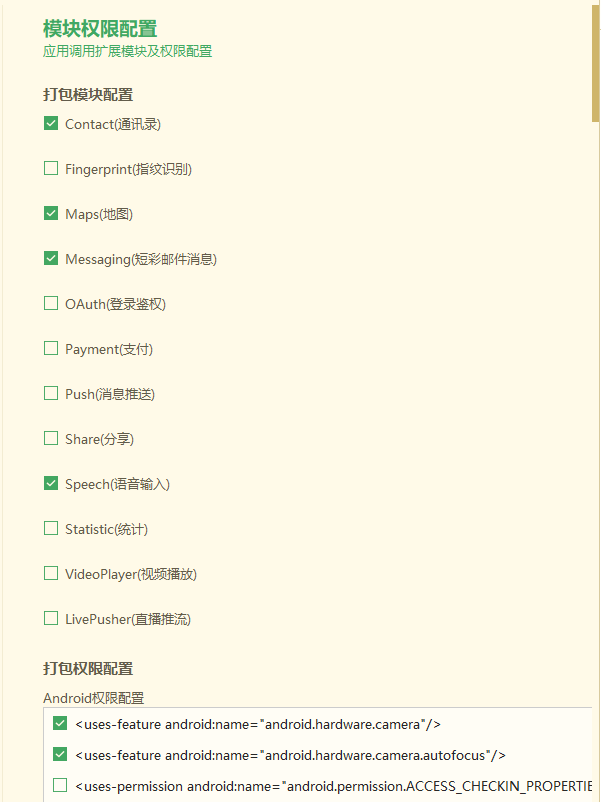 模块权限配置
应用调用扩展模块及权限配置
打包模块配置
Contact(通讯录)
Fingerprint(指纹识别)
Maps(地图)
Messaging(短彩邮件消息)
OAuth(登录鉴权)
Payment(支付)
Push(消息推送)
Share(分享)
Speech(语音输入)
Statistic(统计)
VideoPlayer(视频播放)
LivePusher(直播推流)
打包权限配置
Android权限配置
<uses-feature android:name="android.hardware.camera"/>
<uses-feature android:name="android.hardware.camera.autofocus"/>
<uses-permission android:name="android.permission.ACCESS_CHECKIN_PROPERTIE